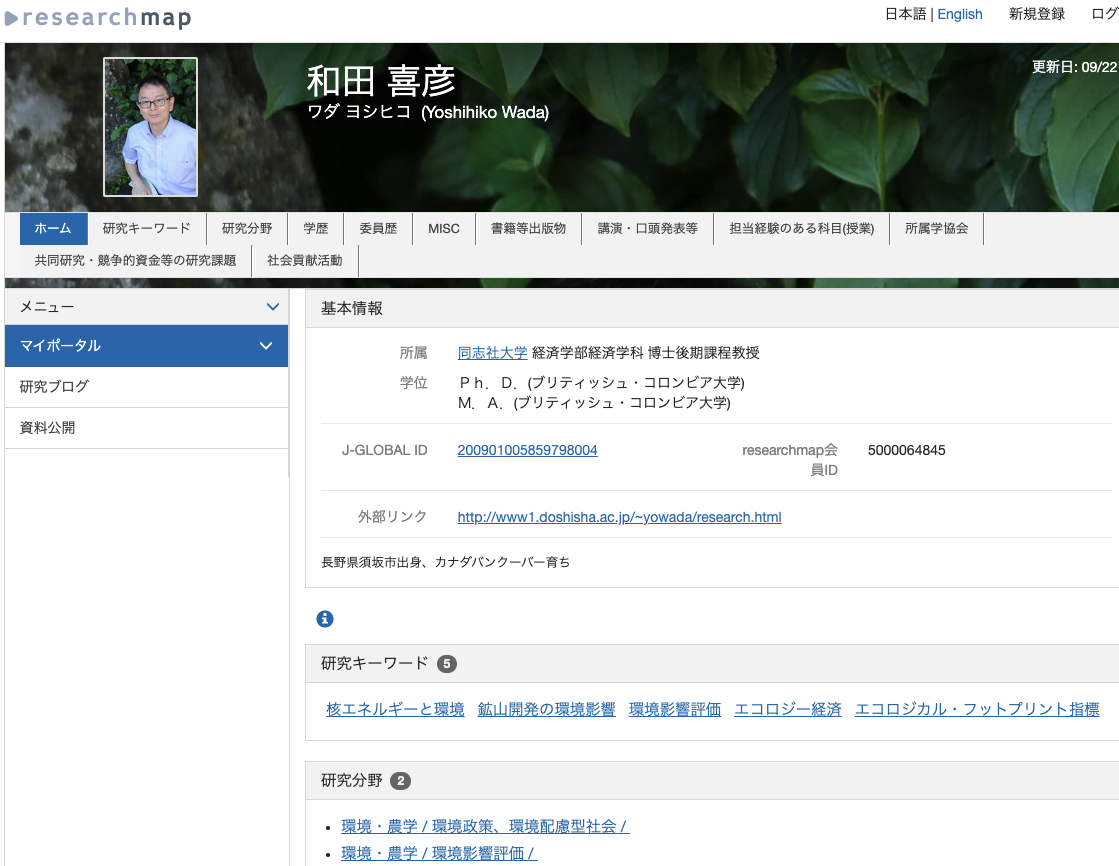 researchmap
日本語 | English 新規登録 ログ
更新日: 09/22
和田 喜彦
ワダ ヨシヒコ (Yoshihiko Wada)
ホーム 研究キーワード 研究分野 学歴 委員歴 MISC 書籍等出版物 講演・口頭発表等 担当経験のある科目(授業) 所属学協会
共同研究・競争的資金等の研究課題 社会貢献活動
メニュー
マイポータル
研究ブログ
資料公開
基本情報
所属 同志社大学 経済学部経済学科 博士後期課程教授
学位 Ｐｈ．Ｄ．(ブリティッシュ・コロンビア大学)
Ｍ．Ａ．(ブリティッシュ・コロンビア大学)
J-GLOBAL ID 200901005859798004 researchmap会
員ID 5000064845
外部リンク http://www1.doshisha.ac.jp/~yowada/research.html
長野県須坂市出身、カナダバンクーバー育ち
研究キーワード 5
核エネルギーと環境 鉱山開発の環境影響 環境影響評価 エコロジー経済 エコロジカル・フットプリント指標
研究分野 2
環境・農学 / 環境政策、環境配慮型社会 /
環境・農学 / 環境影響評価 /